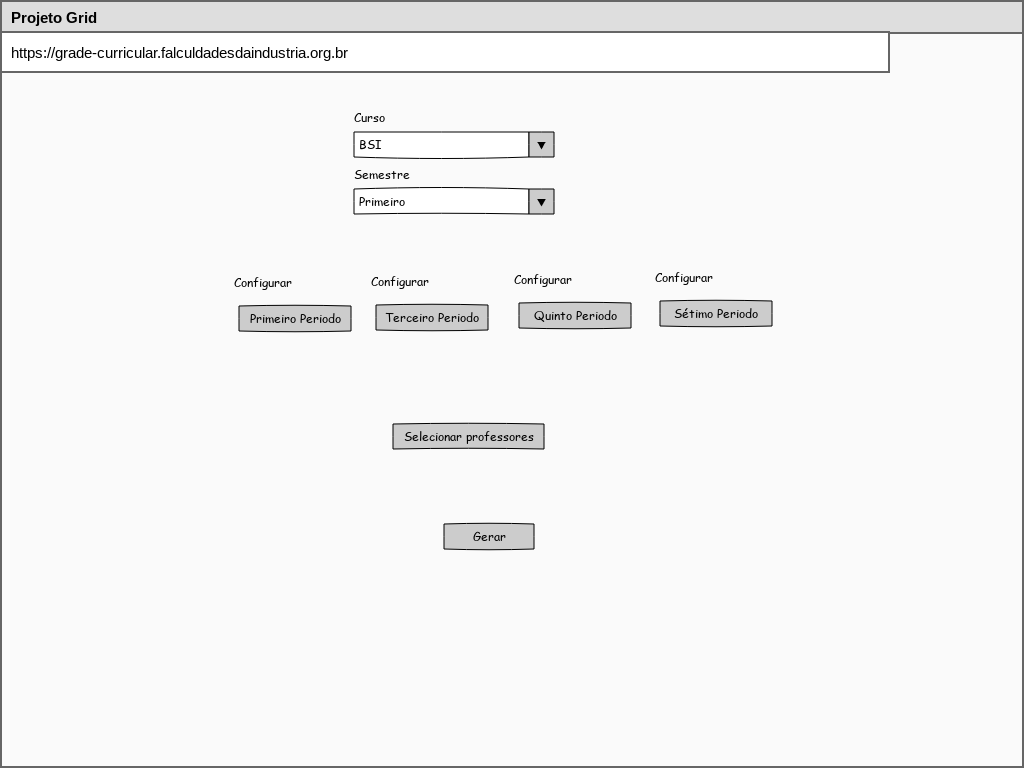 Projeto Grid
https://grade-curricular.falculdadesdaindustria.org.br
Curso
BSI
Semestre
Primeiro
Configurar Configurar Configurar Configurar
Primeiro Periodo Terceiro Periodo Quinto Periodo Sétimo Periodo
Selecionar professores
Gerar